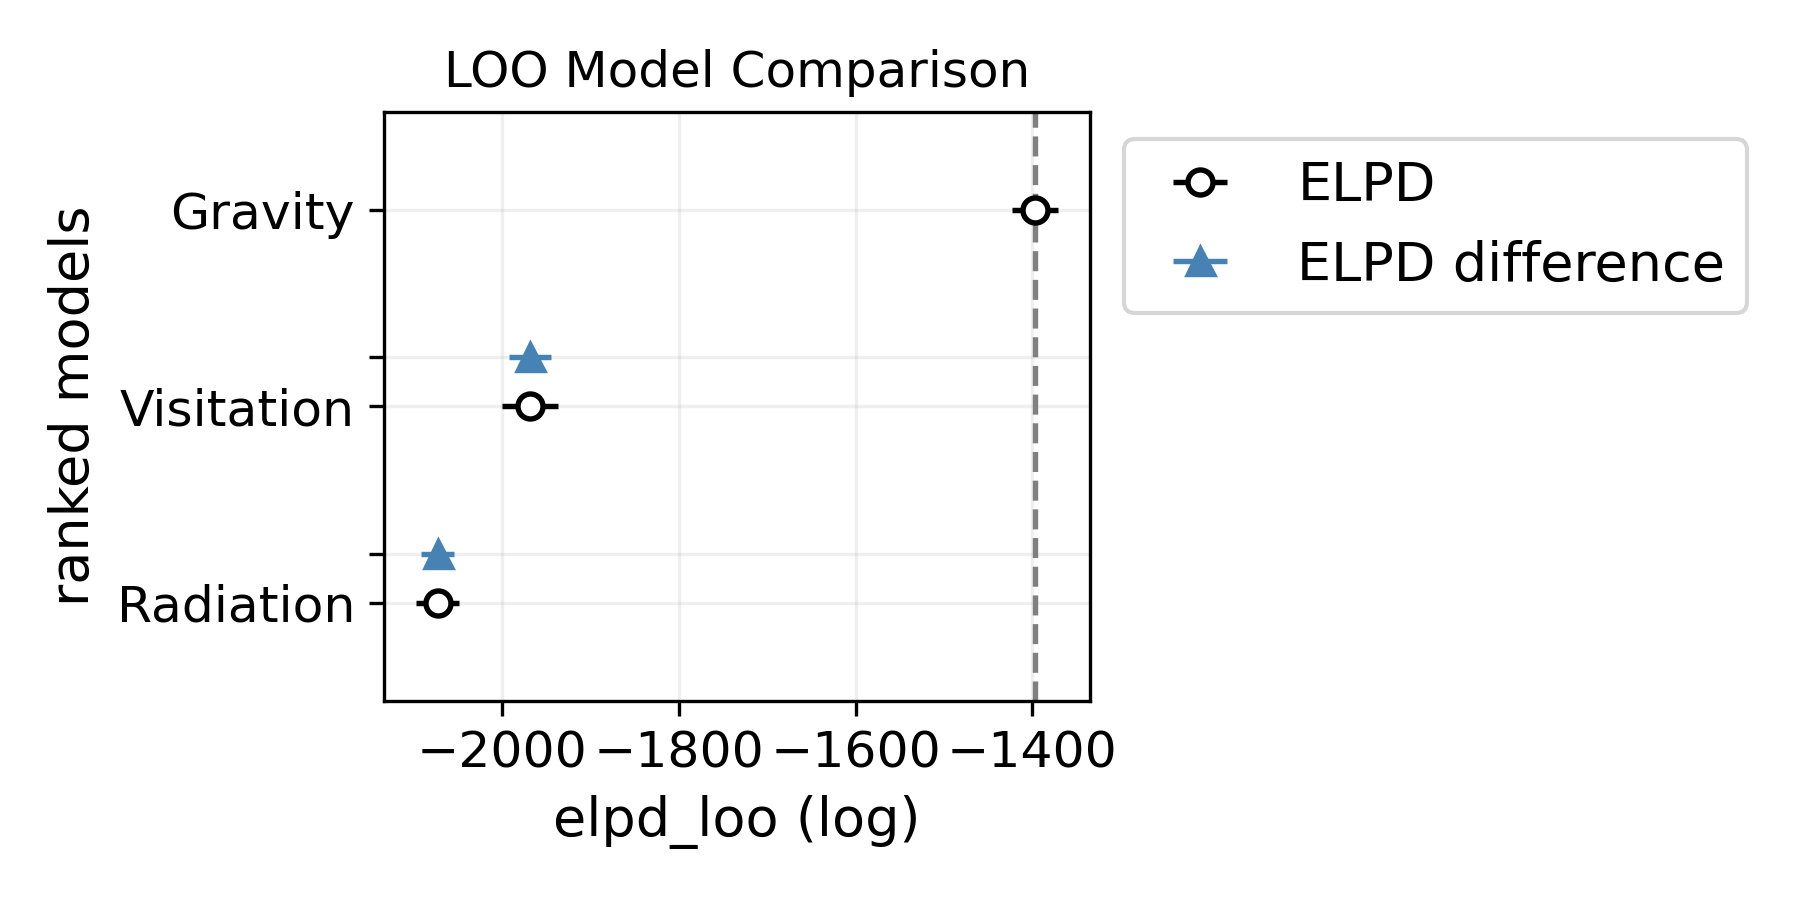 LOO Model Comparison
ranked models
Gravity
Visitation
Radiation
−2000 −1800 −1600 −1400
elpd_loo (log)
ELPD
ELPD difference